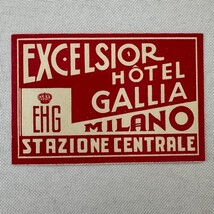 EXCELSIOR
HÔTEL
GALLIA
EHG
MILANO
STAZIONE CENTRALE